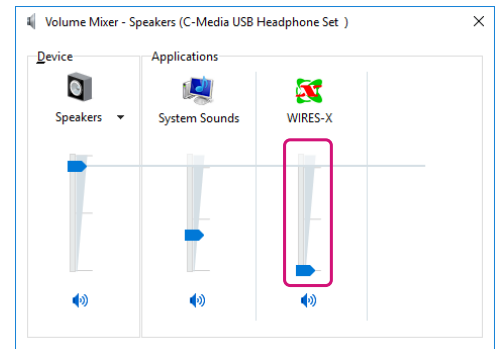 Volume Mixer - Speakers (C-Media USB Headphone Set )
Device
Applications
Speakers
System Sounds
WIRES-X